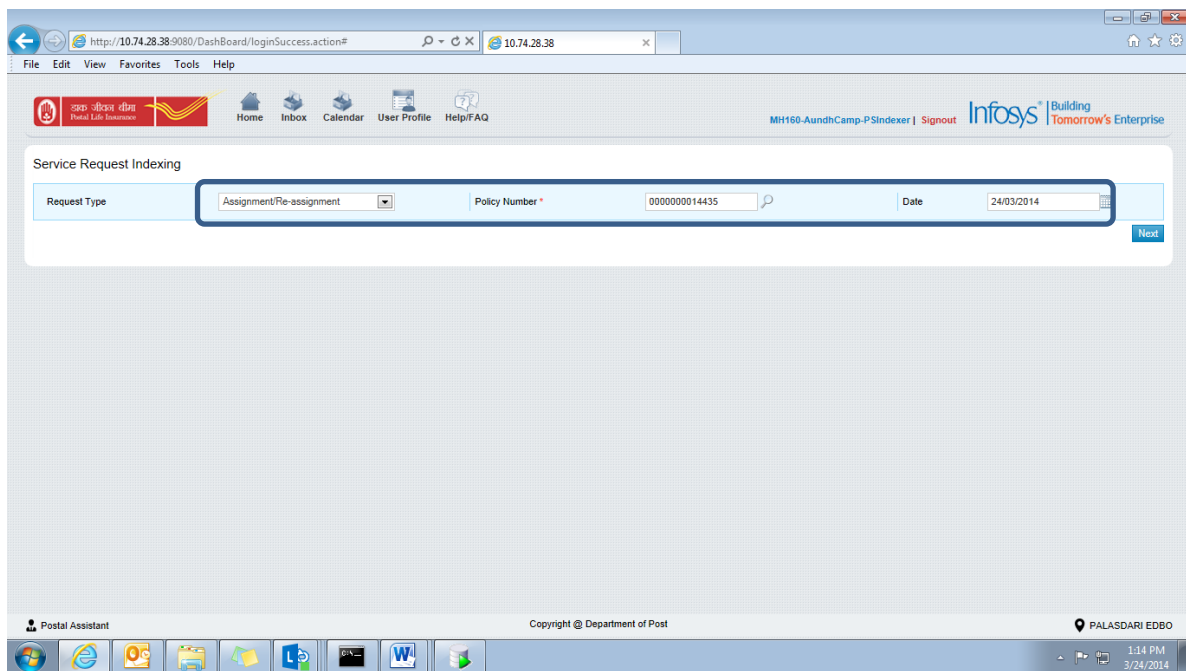 http://10.74.28.38:9080/DashBoard/loginSuccess.action#
10.74.28.38
File Edit View Favorites Tools Help
डाक जीवन बीमा
Postal Life Insurance
Home Inbox Calendar User Profile Help/FAQ
MH160-AundhCamp-PSIndexer | Signout
Infosys® | Building Tomorrow's Enterprise
Service Request Indexing
Request Type Assignment/Re-assignment Policy Number * 0000000014435 Date 24/03/2014
Next
Postal Assistant Copyright @ Department of Post PALASDARI EDBO
1:14 PM
3/24/2014